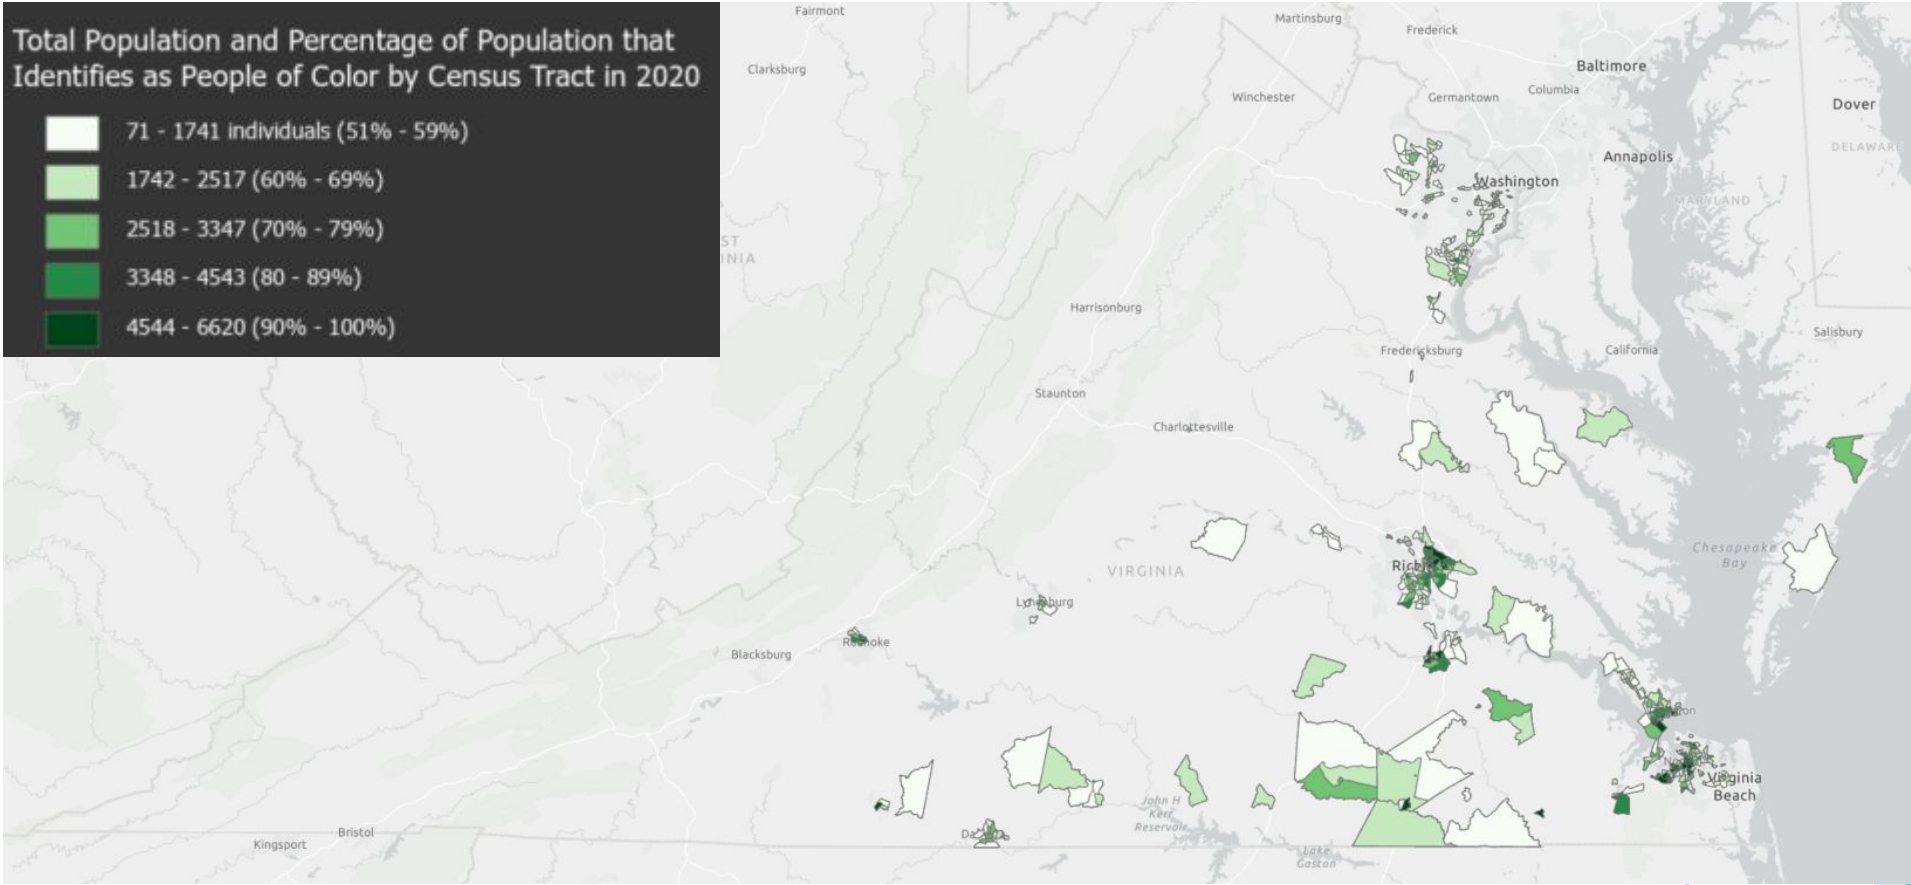 Total Population and Percentage of Population that
Identifies as People of Color by Census Tract in 2020
71 - 1741 individuals (51% - 59%)
1742 - 2517 (60% - 69%)
2518 - 3347 (70% - 79%)
3348 - 4543 (80 - 89%)
4544 - 6620 (90% - 100%)
Fairmont
Martinsburg
Frederick
Baltimore
Clarksburg
Winchester
Germantown
Columbia
Dover
DELAWARE
Annapolis
Washington
MARYLAND
ST
INIA
Harrisonburg
Salisbury
Fredericksburg
California
Staunton
Charlottesville
Chesapeake
Bay
VIRGINIA
Blacksburg
Virginia
Beach
John H
Kerr
Reservoir
Bristol
Kingsport
Lake
Gaston